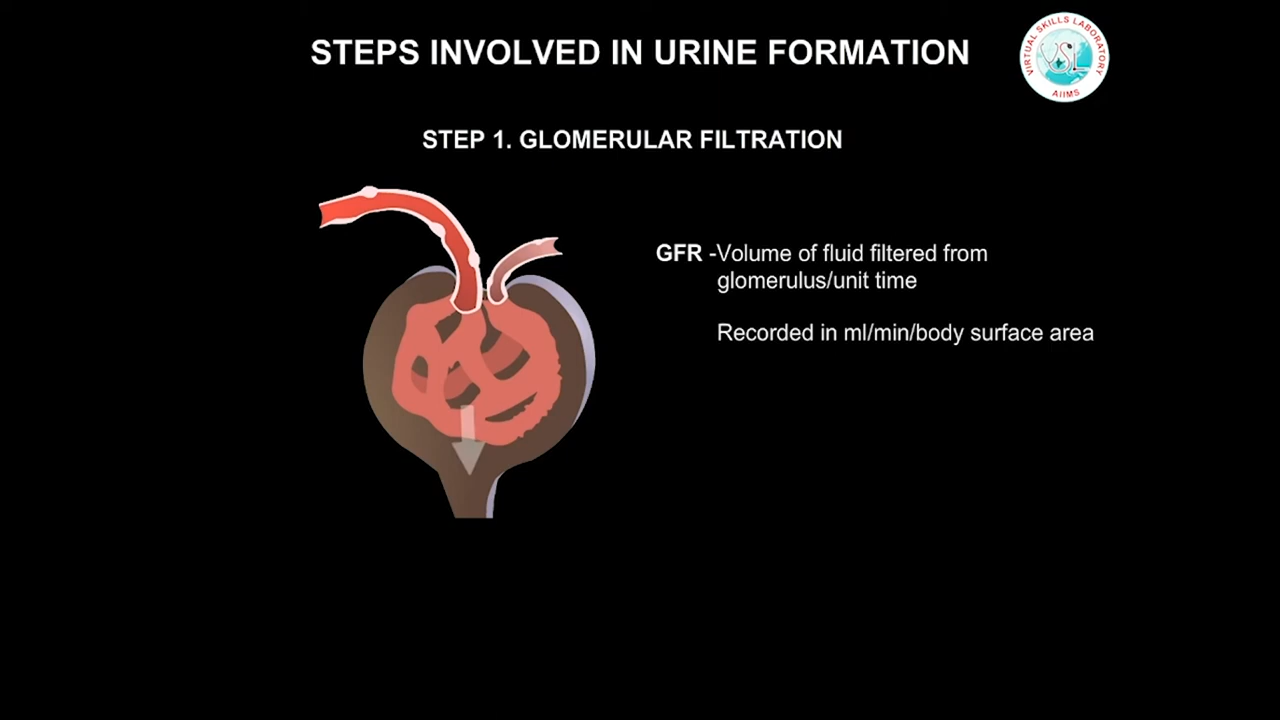 STEPS INVOLVED IN URINE FORMATION
VIRTUAL SKILLS LABORATORY
VSL
AIIMS
STEP 1. GLOMERULAR FILTRATION
GFR -Volume of fluid filtered from
glomerulus/unit time
Recorded in ml/min/body surface area